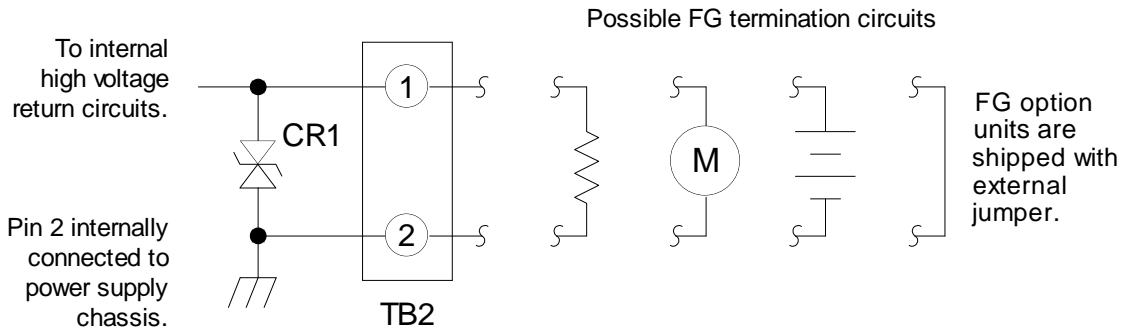 Possible FG termination circuits
To internal
high voltage
return circuits.
1
CR1
M
FG option
units are
shipped with
external
jumper.
Pin 2 internally
connected to
power supply
chassis.
2
TB2